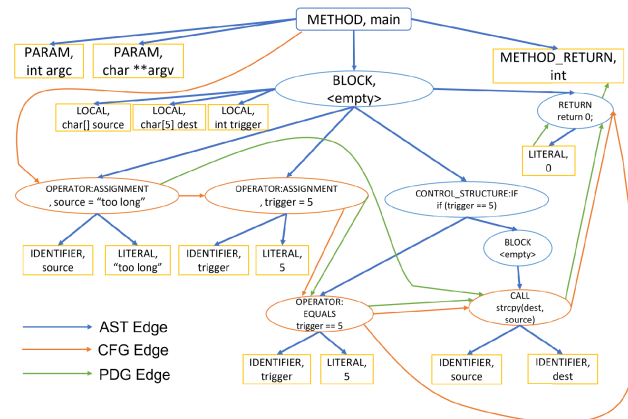 METHOD, main
PARAM,
int argc
PARAM,
char **argv
METHOD_RETURN,
int
BLOCK,
<empty>
RETURN
return 0;
LOCAL,
char[] source
LOCAL,
char[5] dest
LOCAL,
int trigger
LITERAL,
0
OPERATOR:ASSIGNMENT
, source = “too long”
OPERATOR:ASSIGNMENT
, trigger = 5
CONTROL_STRUCTURE:IF
if (trigger == 5)
IDENTIFIER,
source
LITERAL,
“too long”
IDENTIFIER,
trigger
LITERAL,
5
BLOCK
<empty>
OPERATOR:
EQUALS
trigger == 5
CALL
strcpy(dest,
source)
IDENTIFIER,
trigger
LITERAL,
5
IDENTIFIER,
source
IDENTIFIER,
dest
AST Edge
CFG Edge
PDG Edge